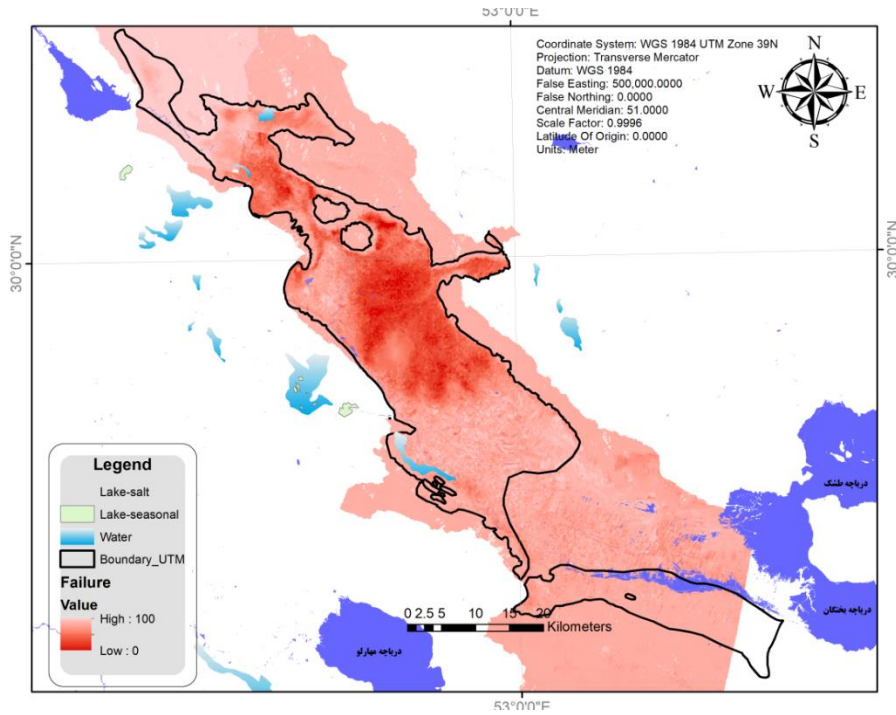 53°0'0"E
Coordinate System: WGS 1984 UTM Zone 39N
Projection: Transverse Mercator
Datum: WGS 1984
False Easting: 500,000.0000
False Northing: 0.0000
Central Meridian: 51.0000
Scale Factor: 0.9996
Latitude Of Origin: 0.0000
Units: Meter
N
W
E
S
30°0'0"N
30°0'0"N
Legend
Lake-salt
Lake-seasonal
Water
Boundary_UTM
Failure
Value
High : 100
Low : 0
دریاچه طشک
دریاچه بختگان
دریاچه مهارلو
0 2.5 5 10 15 20
Kilometers
53°0'0"E